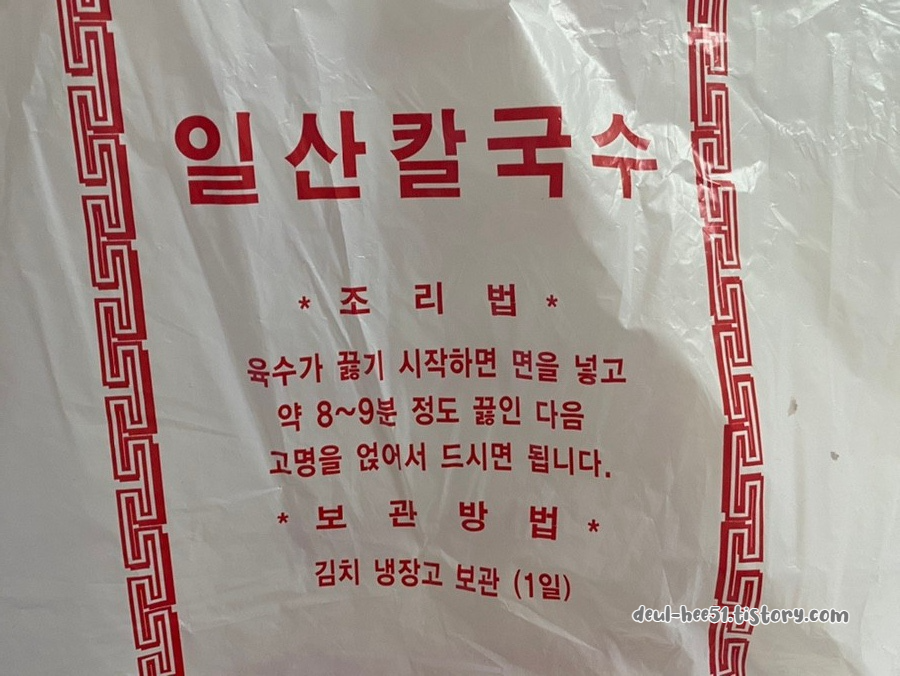 일산칼국수
* 조 리 법 *
육수가 끓기 시작하면 면을 넣고
약 8~9분 정도 끓인 다음
고명을 얹어서 드시면 됩니다.
* 보 관 방 법 *
김치 냉장고 보관 (1일)
deul-hee51.tistory.com